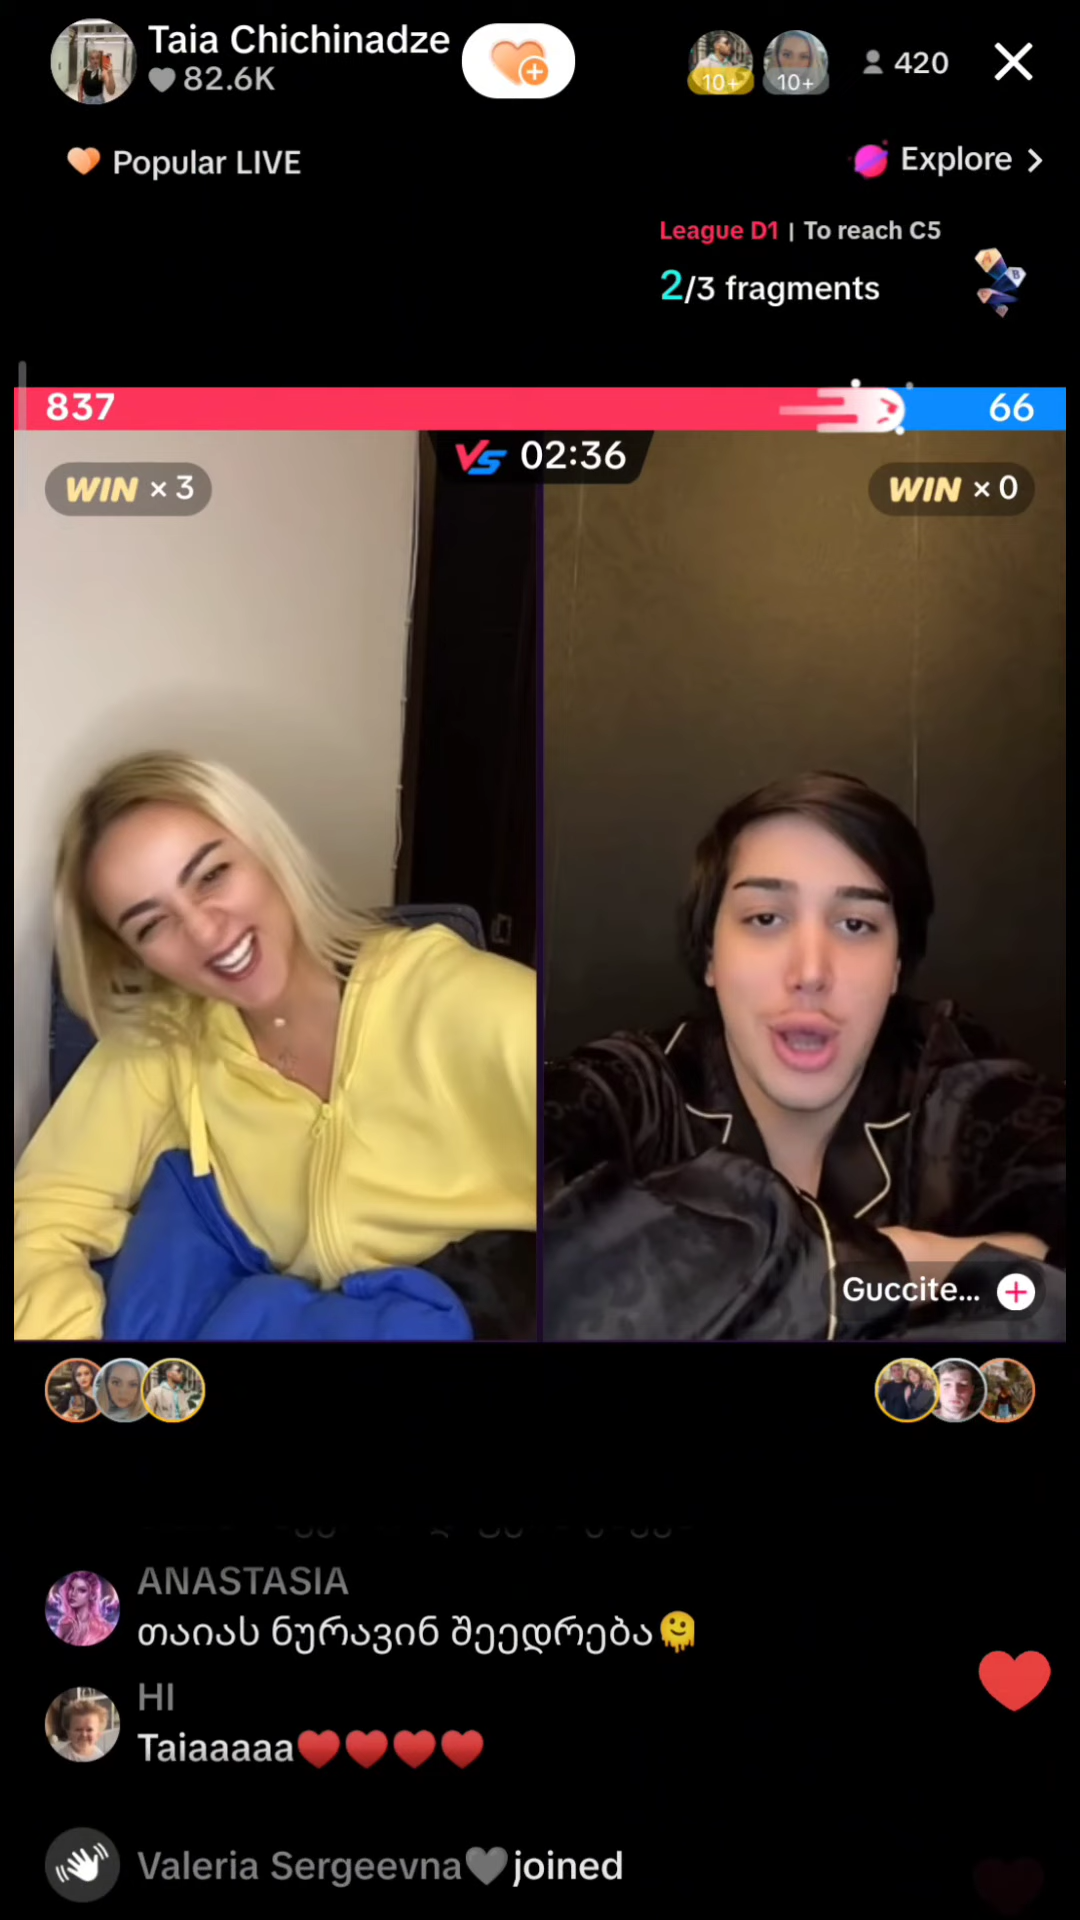 Taia Chichinadze
82.6K
10+
10+
420
Popular LIVE
Explore
League D1 | To reach C5
2/3 fragments
837
66
VS 02:36
WIN × 3
WIN × 0
Guccite...
ANASTASIA
თაიას ნურავინ შეედრება🫠
HI
Taiaaaaa❤️❤️❤️❤️
Valeria Sergeevna🩶joined